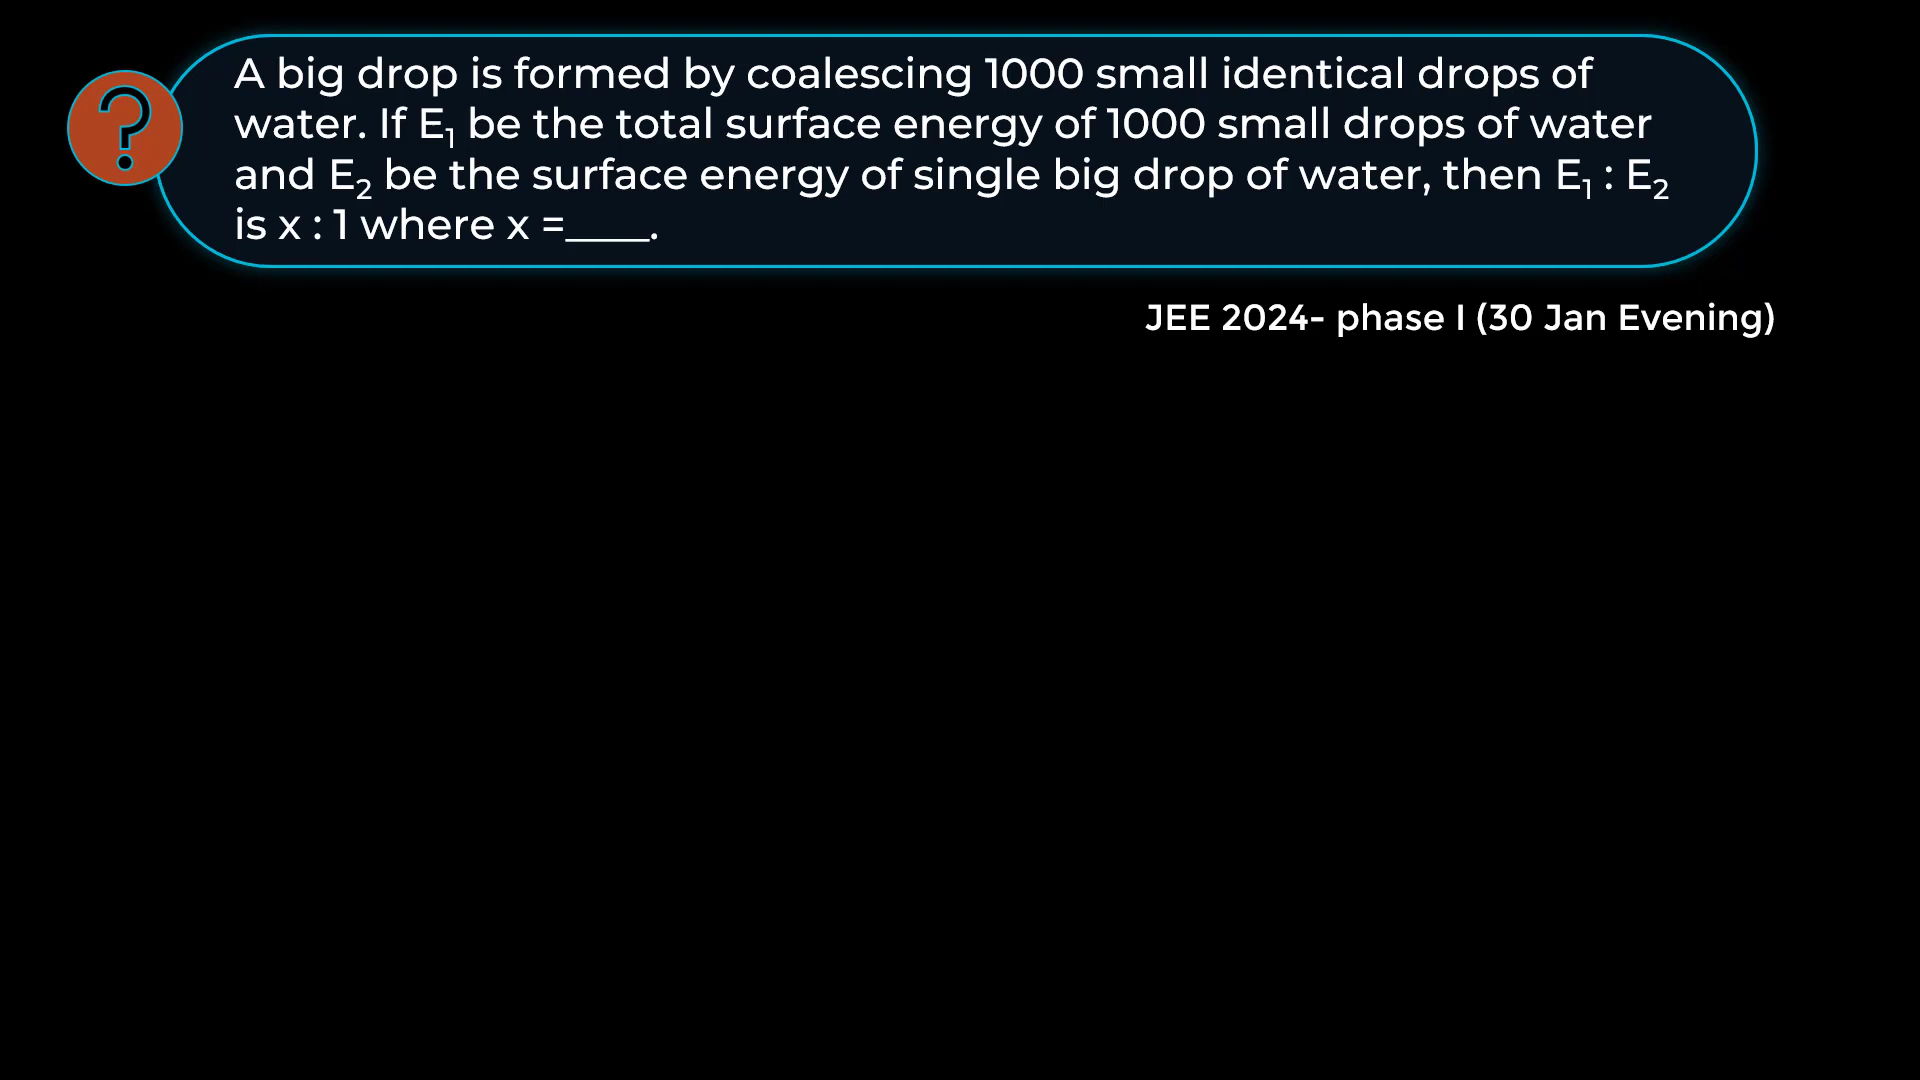 A big drop is formed by coalescing 1000 small identical drops of
water. If E₁ be the total surface energy of 1000 small drops of water
and E₂ be the surface energy of single big drop of water, then E₁ : E₂
is x : 1 where x =____.
JEE 2024- phase I (30 Jan Evening)